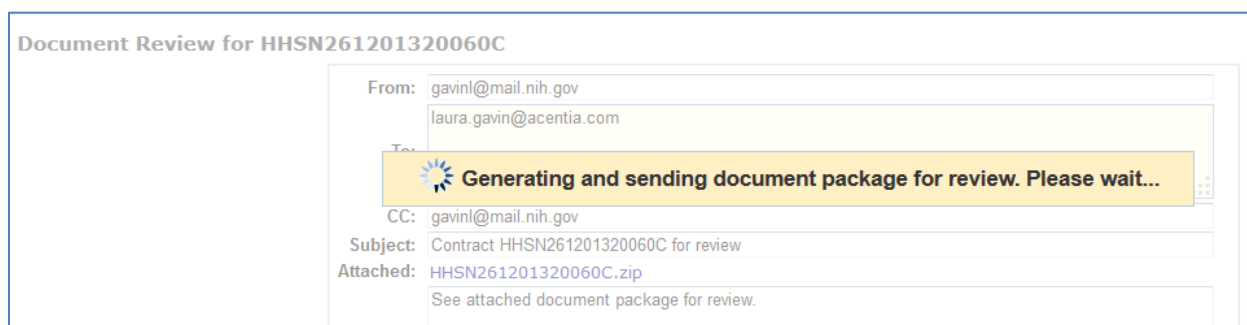 Document Review for HHSN261201320060C
From: gavinl@mail.nih.gov
laura.gavin@acentia.com
To:
Generating and sending document package for review. Please wait...
CC: gavinl@mail.nih.gov
Subject: Contract HHSN261201320060C for review
Attached: HHSN261201320060C.zip
See attached document package for review.